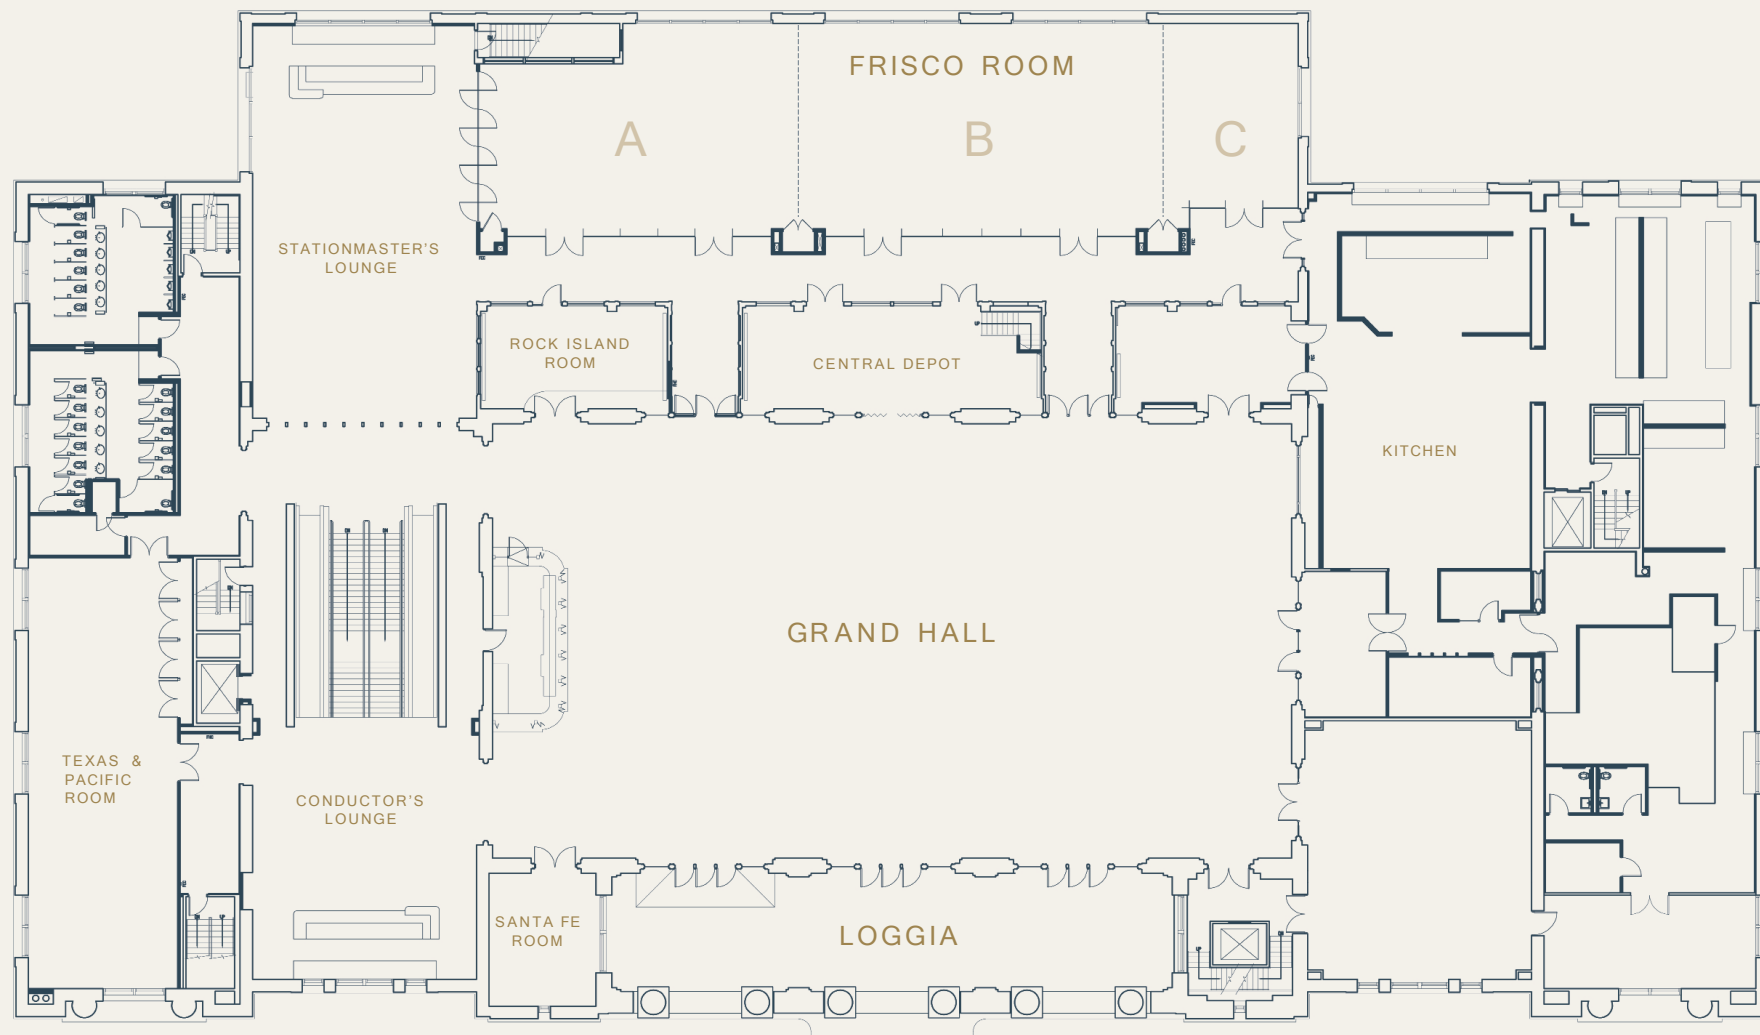 FRISCO ROOM
A
B
C
STATIONMASTER'S
LOUNGE
ROCK ISLAND
ROOM
CENTRAL DEPOT
KITCHEN
GRAND HALL
TEXAS &
PACIFIC
ROOM
CONDUCTOR'S
LOUNGE
SANTA FE
ROOM
LOGGIA